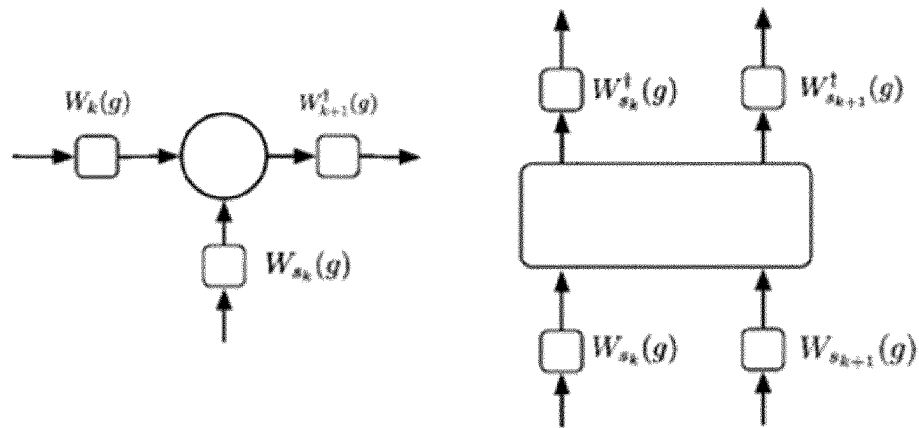 W_k(g)
W†_{k+1}(g)
W_{s_k}(g)
W†_{s_k}(g)
W†_{s_{k+1}}(g)
W_{s_k}(g)
W_{s_{k+1}}(g)